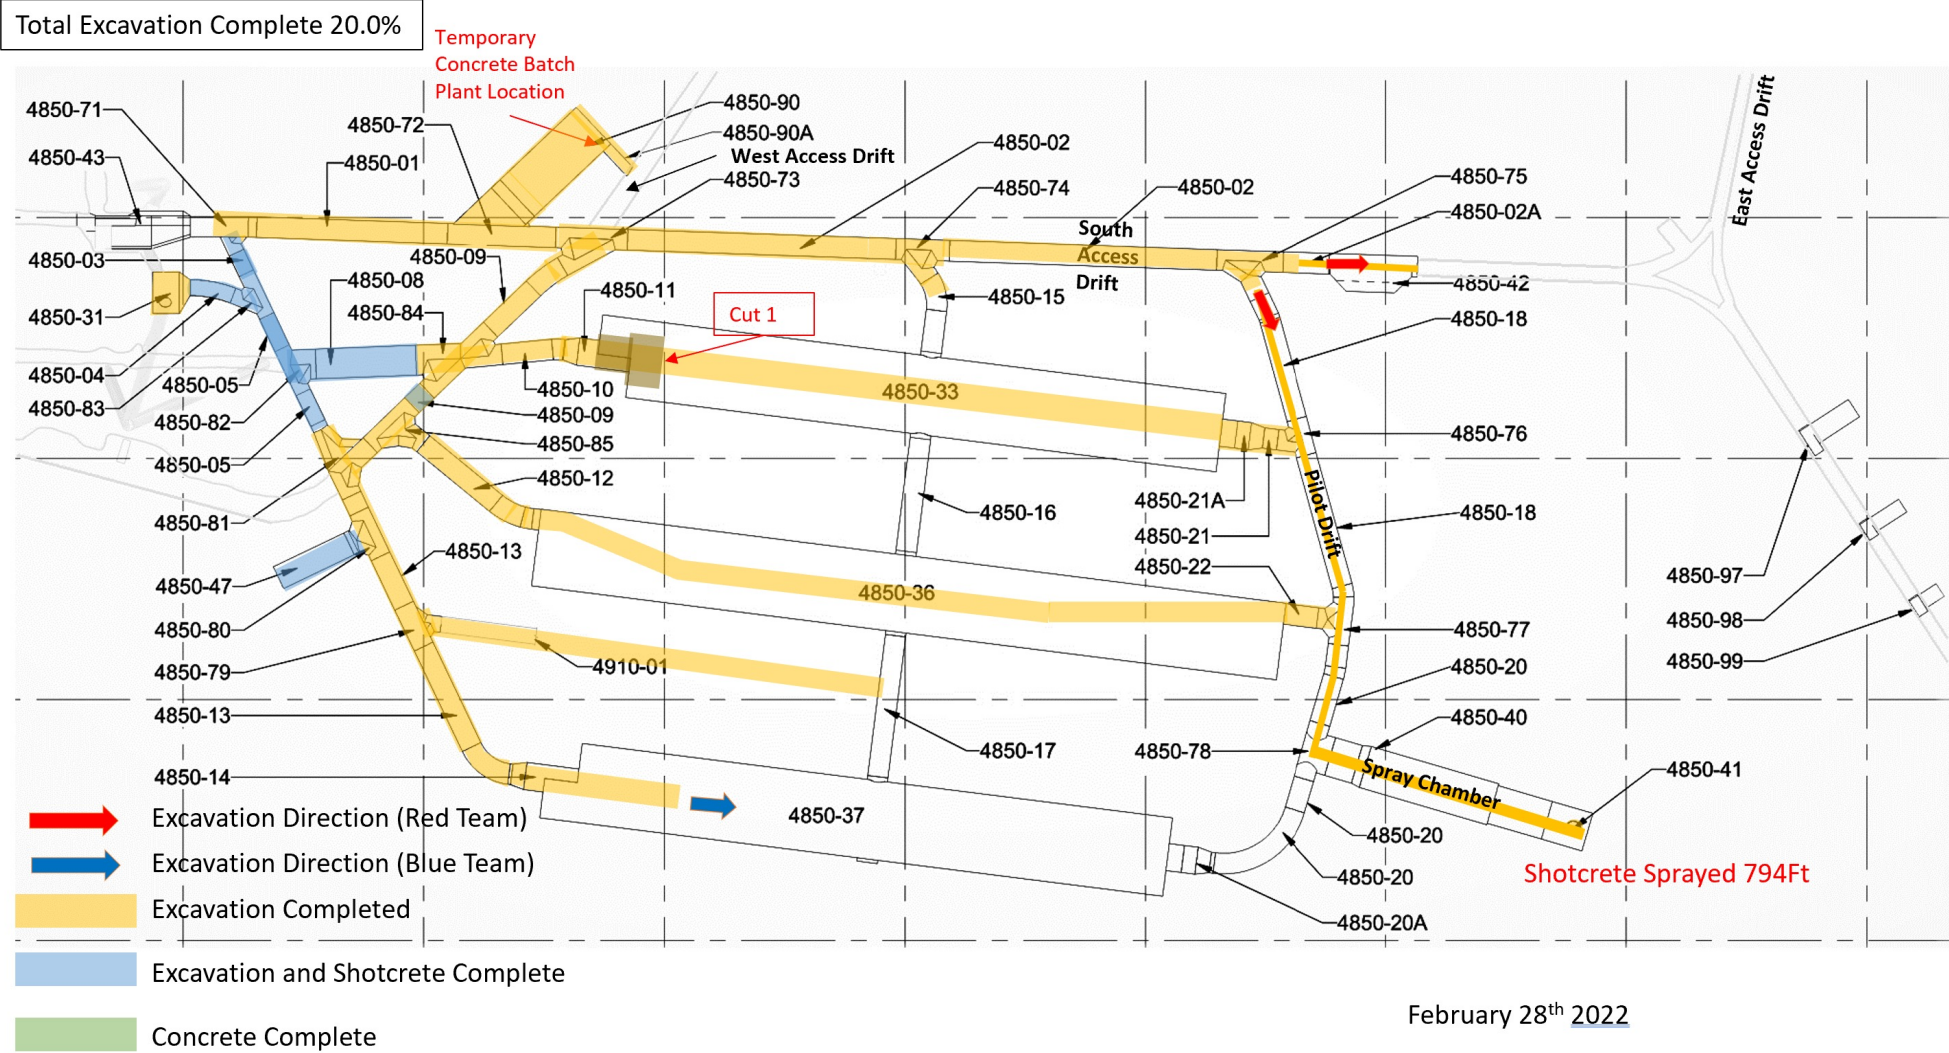 Total Excavation Complete 20.0%
Temporary
Concrete Batch
Plant Location
4850-71
4850-43
4850-72
4850-01
4850-90
4850-90A
West Access Drift
4850-73
4850-02
4850-74
4850-02
4850-75
4850-02A
East Access Drift
South
Access
Drift
4850-03
4850-09
4850-08
4850-11
4850-15
4850-42
4850-31
4850-84
Cut 1
4850-18
4850-04
4850-05
4850-83
4850-10
4850-33
4850-82
4850-09
4850-85
4850-76
4850-05
4850-12
4850-21A
Pilot Drift
4850-81
4850-16
4850-18
4850-21
4850-13
4850-22
4850-97
4850-47
4850-36
4850-98
4850-80
4850-77
4850-79
4910-01
4850-20
4850-99
4850-13
4850-40
4850-17
4850-78
4850-14
Spray Chamber
4850-41
4850-37
4850-20
Shotcrete Sprayed 794Ft
4850-20
4850-20A
Excavation Direction (Red Team)
Excavation Direction (Blue Team)
Excavation Completed
Excavation and Shotcrete Complete
Concrete Complete
February 28th 2022